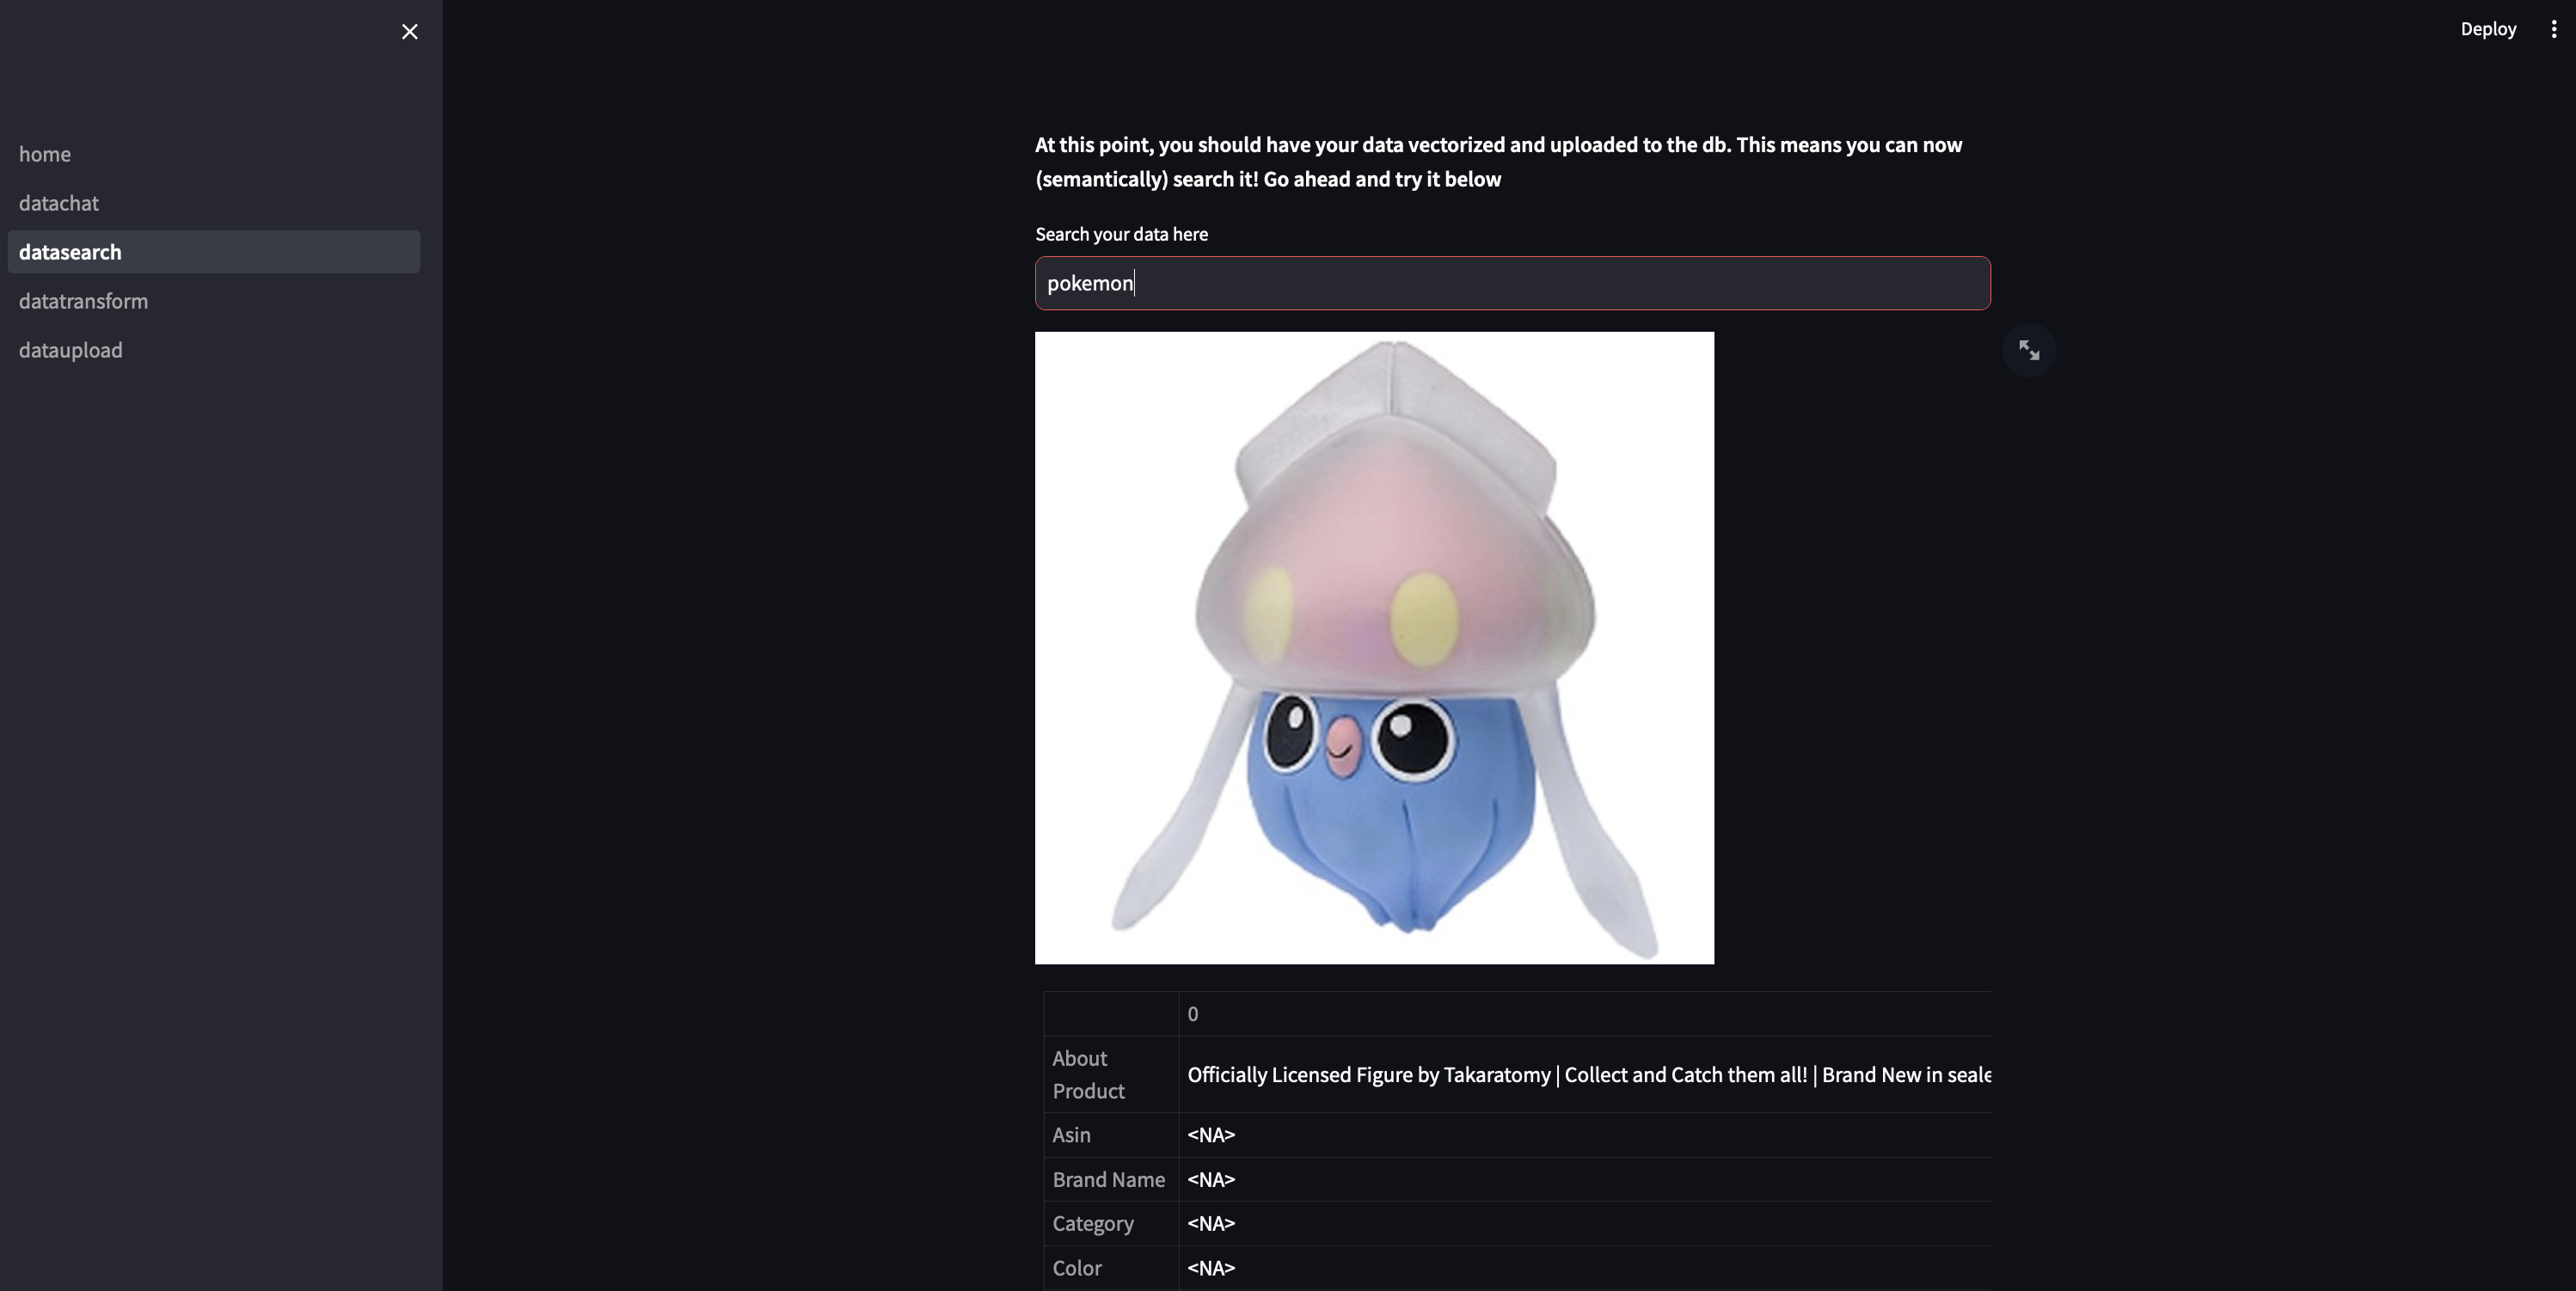 Deploy
home
datachat
datasearch
datatransform
dataupload
At this point, you should have your data vectorized and uploaded to the db. This means you can now
(semantically) search it! Go ahead and try it below
Search your data here
pokemon
0
About
Product
Officially Licensed Figure by Takaratomy | Collect and Catch them all! | Brand New in seale
Asin
<NA>
Brand Name
<NA>
Category
<NA>
Color
<NA>